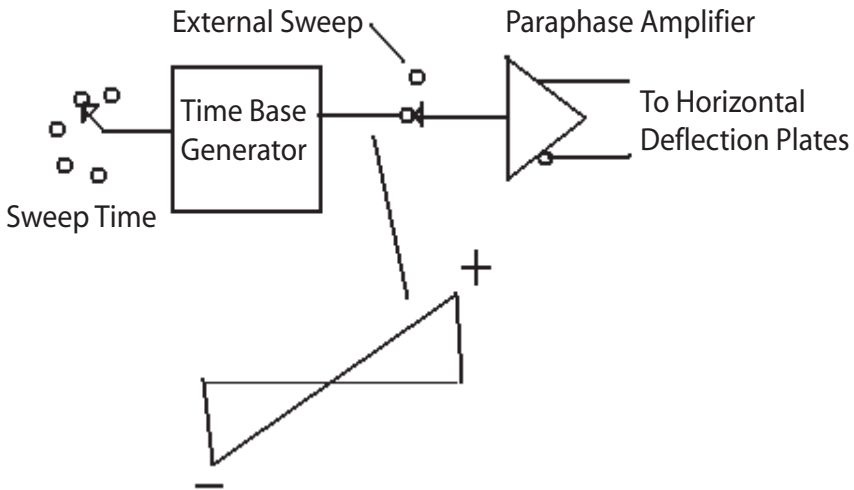 External Sweep
Paraphase Amplifier
Time Base
Generator
To Horizontal
Deflection Plates
Sweep Time
+
−